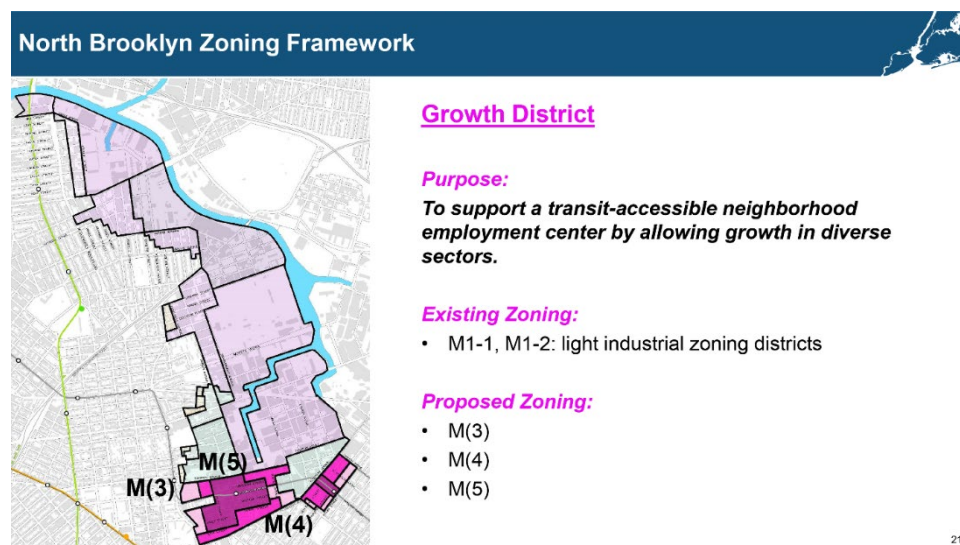 North Brooklyn Zoning Framework
Growth District
Purpose:
To support a transit-accessible neighborhood
employment center by allowing growth in diverse
sectors.
Existing Zoning:
• M1-1, M1-2: light industrial zoning districts
Proposed Zoning:
• M(3)
• M(4)
• M(5)
M(5)
M(3)
M(4)
21